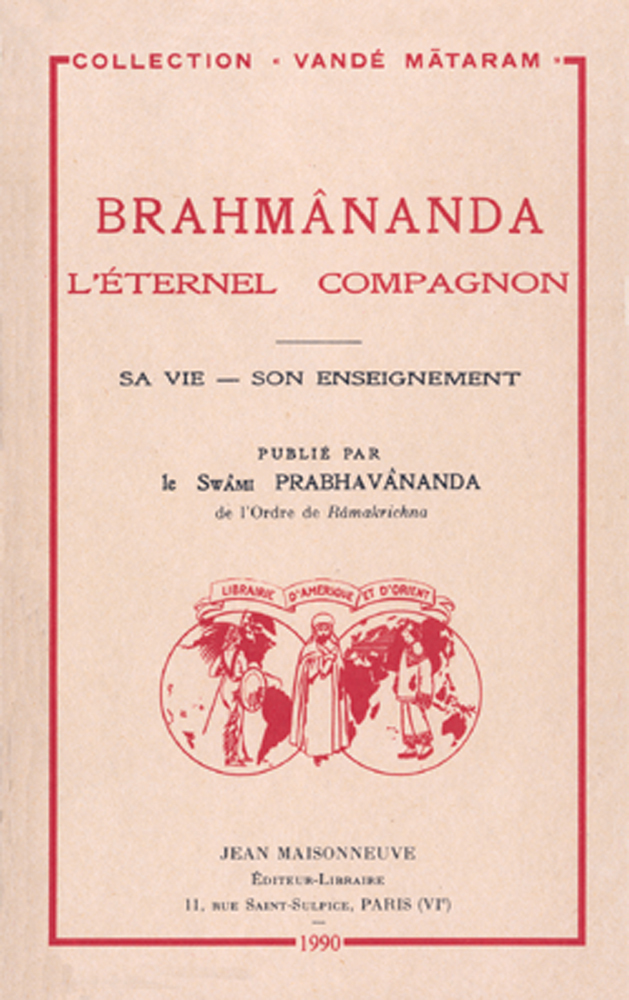 COLLECTION « VANDÉ MĀTARAM »
BRAHMÂNANDA
L'ÉTERNEL COMPAGNON
SA VIE — SON ENSEIGNEMENT
PUBLIÉ PAR
le SWÂMI PRABHAVÂNANDA
de l'Ordre de Râmakrichna
LIBRAIRIE D'AMÉRIQUE ET D'ORIENT
JEAN MAISONNEUVE
ÉDITEUR-LIBRAIRE
11, RUE SAINT-SULPICE, PARIS (VIᵉ)
1990